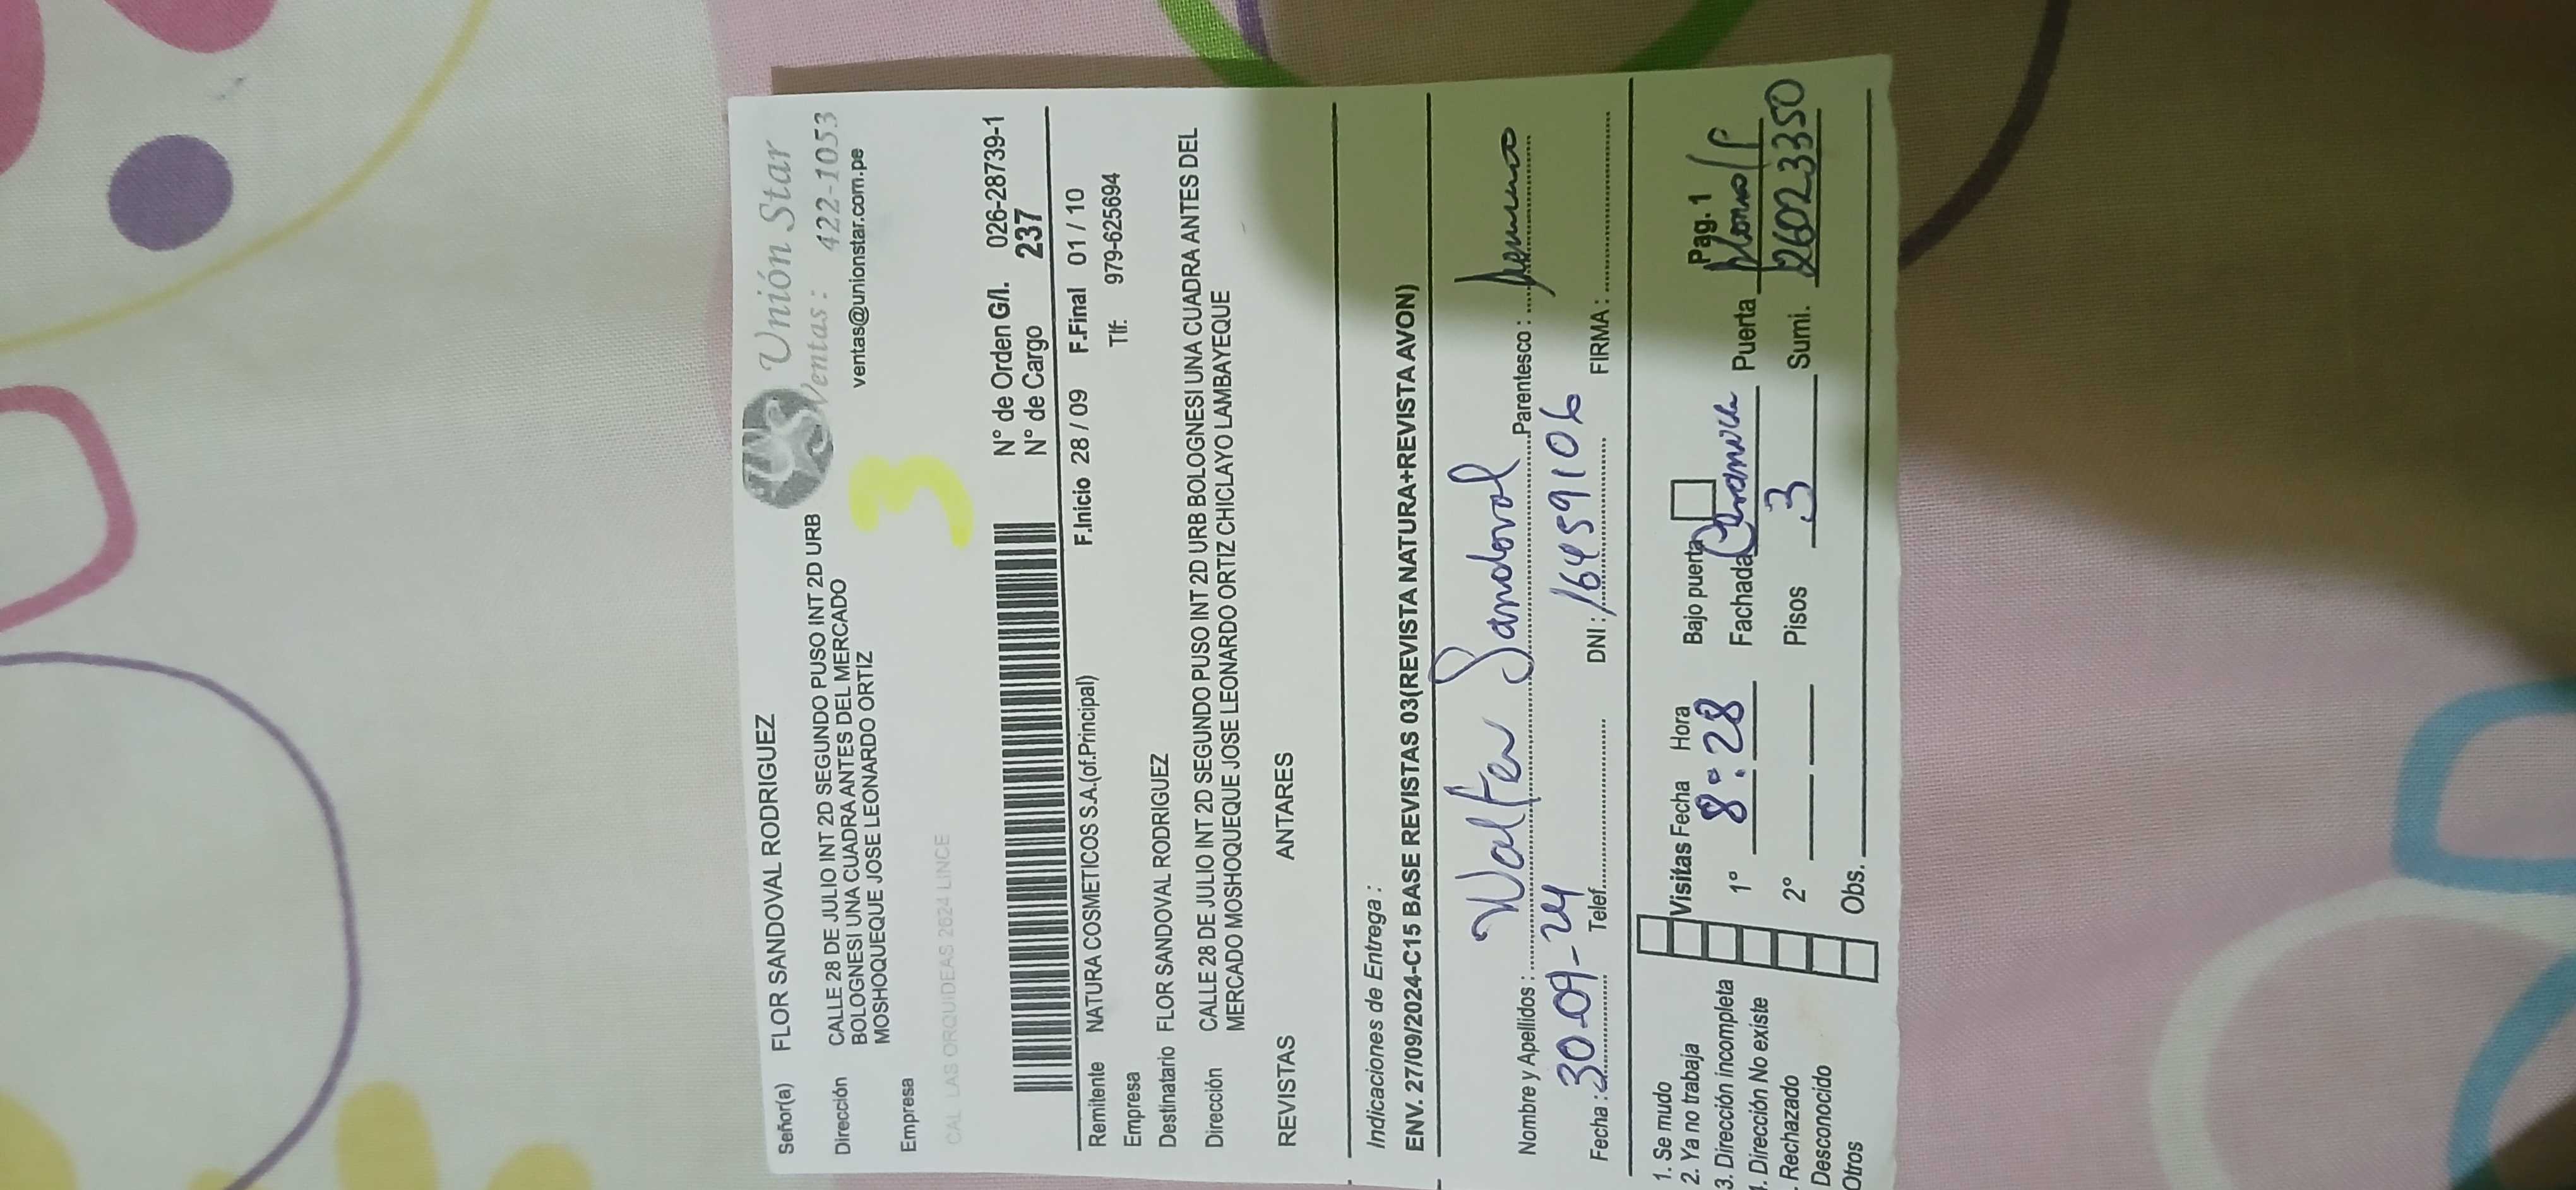 Señor(a) FLOR SANDOVAL RODRIGUEZ
Unión Star
Ventas: 422-1053
ventas@unionstar.com.pe
Dirección CALLE 28 DE JULIO INT 2D SEGUNDO PUSO INT 2D URB
BOLOGNESI UNA CUADRA ANTES DEL MERCADO
MOSHOQUEQUE JOSE LEONARDO ORTIZ
Empresa
3
CAL LAS ORQUIDEAS 2624 LINCE
N° de Orden G/I. 026-28739-1
N° de Cargo 237
F.Inicio 28 / 09 F.Final 01 / 10
Remitente NATURA COSMETICOS S.A.(of.Principal)
Tlf: 979-625694
Empresa
Destinatario FLOR SANDOVAL RODRIGUEZ
Dirección CALLE 28 DE JULIO INT 2D SEGUNDO PUSO INT 2D URB BOLOGNESI UNA CUADRA ANTES DEL
MERCADO MOSHOQUEQUE JOSE LEONARDO ORTIZ CHICLAYO LAMBAYEQUE
REVISTAS ANTARES
Indicaciones de Entrega :
ENV. 27/09/2024-C15 BASE REVISTAS 03(REVISTA NATURA+REVISTA AVON)
Nombre y Apellidos : Walter Sandoval Parentesco :
Fecha : 30-09-24 Telef. DNI : 16459106 FIRMA :
1. Se mudo
2. Ya no trabaja
3. Dirección incompleta
4. Dirección No existe
. Rechazado
Desconocido
Otros
Visitas Fecha Hora
1° 8:28
2°
Obs.
Bajo puerta Pag. 1
Fachada Puerta
Pisos 3 Sumi. 26023350